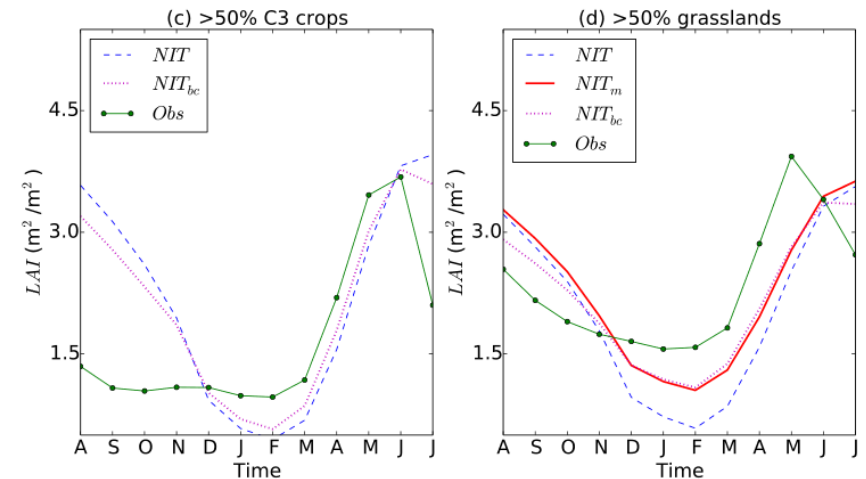 (c) >50% C3 crops
NIT
NIT_bc
Obs
4.5
3.0
1.5
LAI (m² /m²)
A S O N D J F M A M J J
Time
(d) >50% grasslands
NIT
NIT_m
NIT_bc
Obs
4.5
3.0
1.5
LAI (m² /m²)
A S O N D J F M A M J J
Time